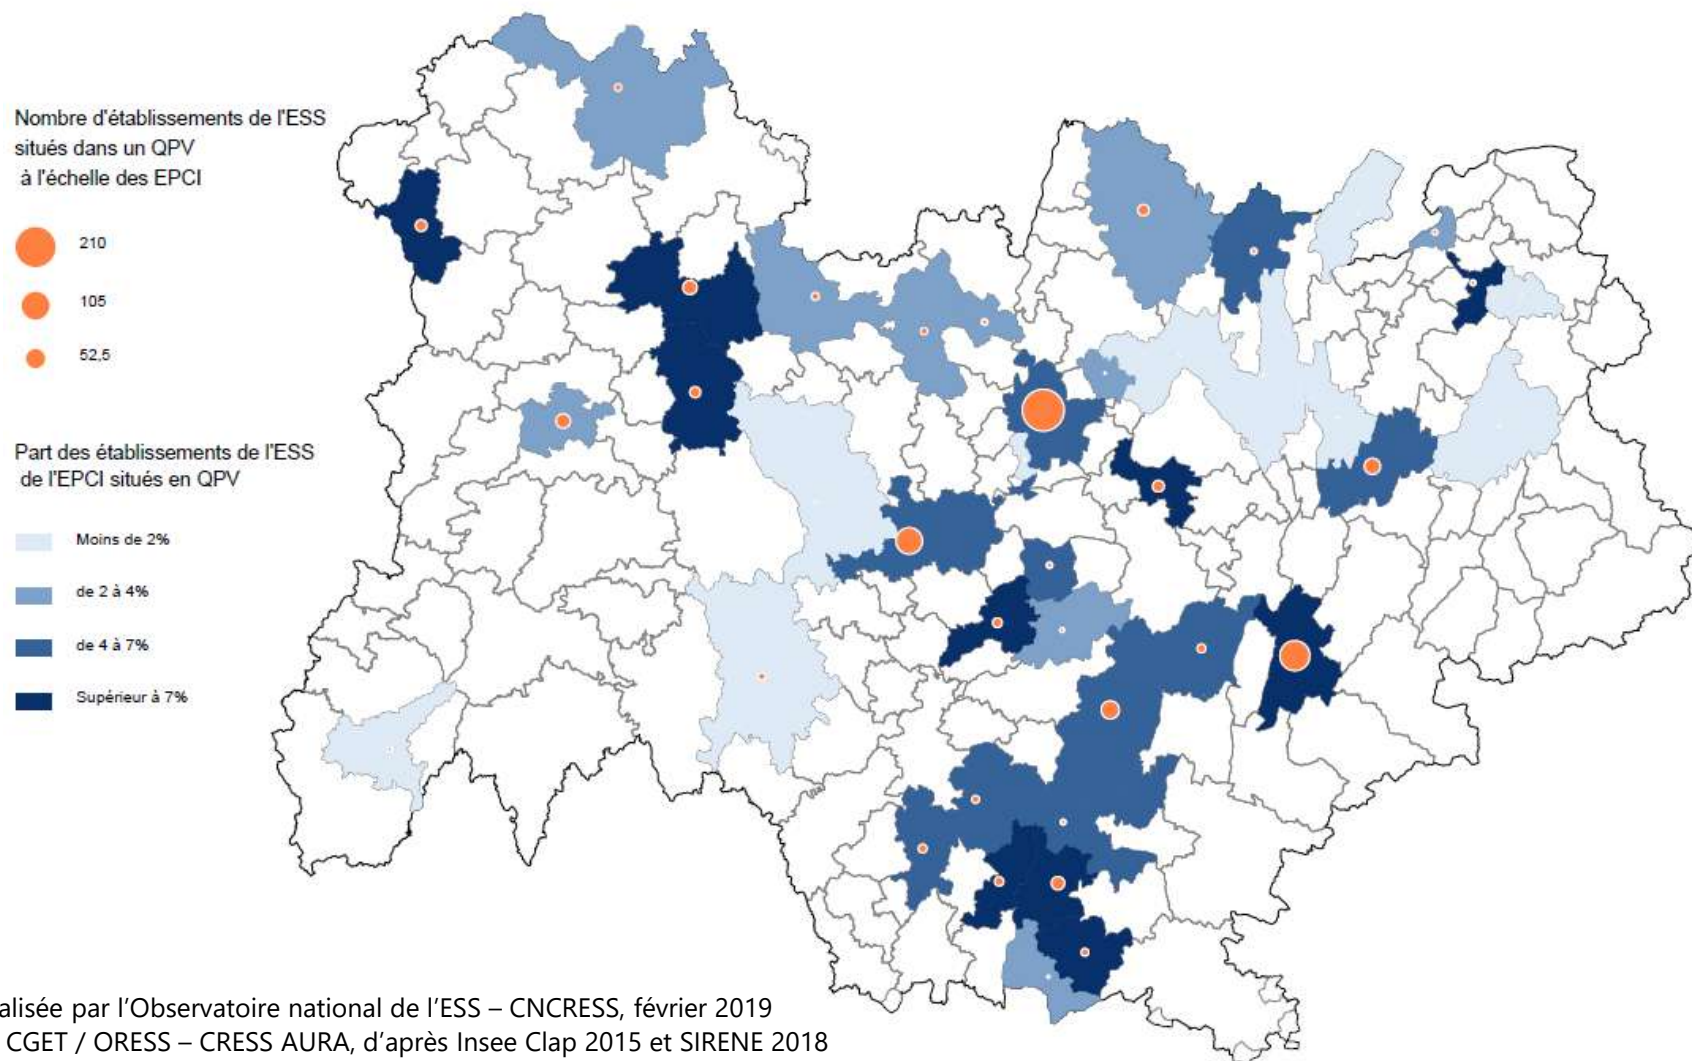 Nombre d'établissements de l'ESS
situés dans un QPV
à l'échelle des EPCI
210
105
52,5
Part des établissements de l'ESS
de l'EPCI situés en QPV
Moins de 2%
de 2 à 4%
de 4 à 7%
Supérieur à 7%
alisée par l'Observatoire national de l'ESS – CNCRESS, février 2019
CGET / ORESS – CRESS AURA, d'après Insee Clap 2015 et SIRENE 2018